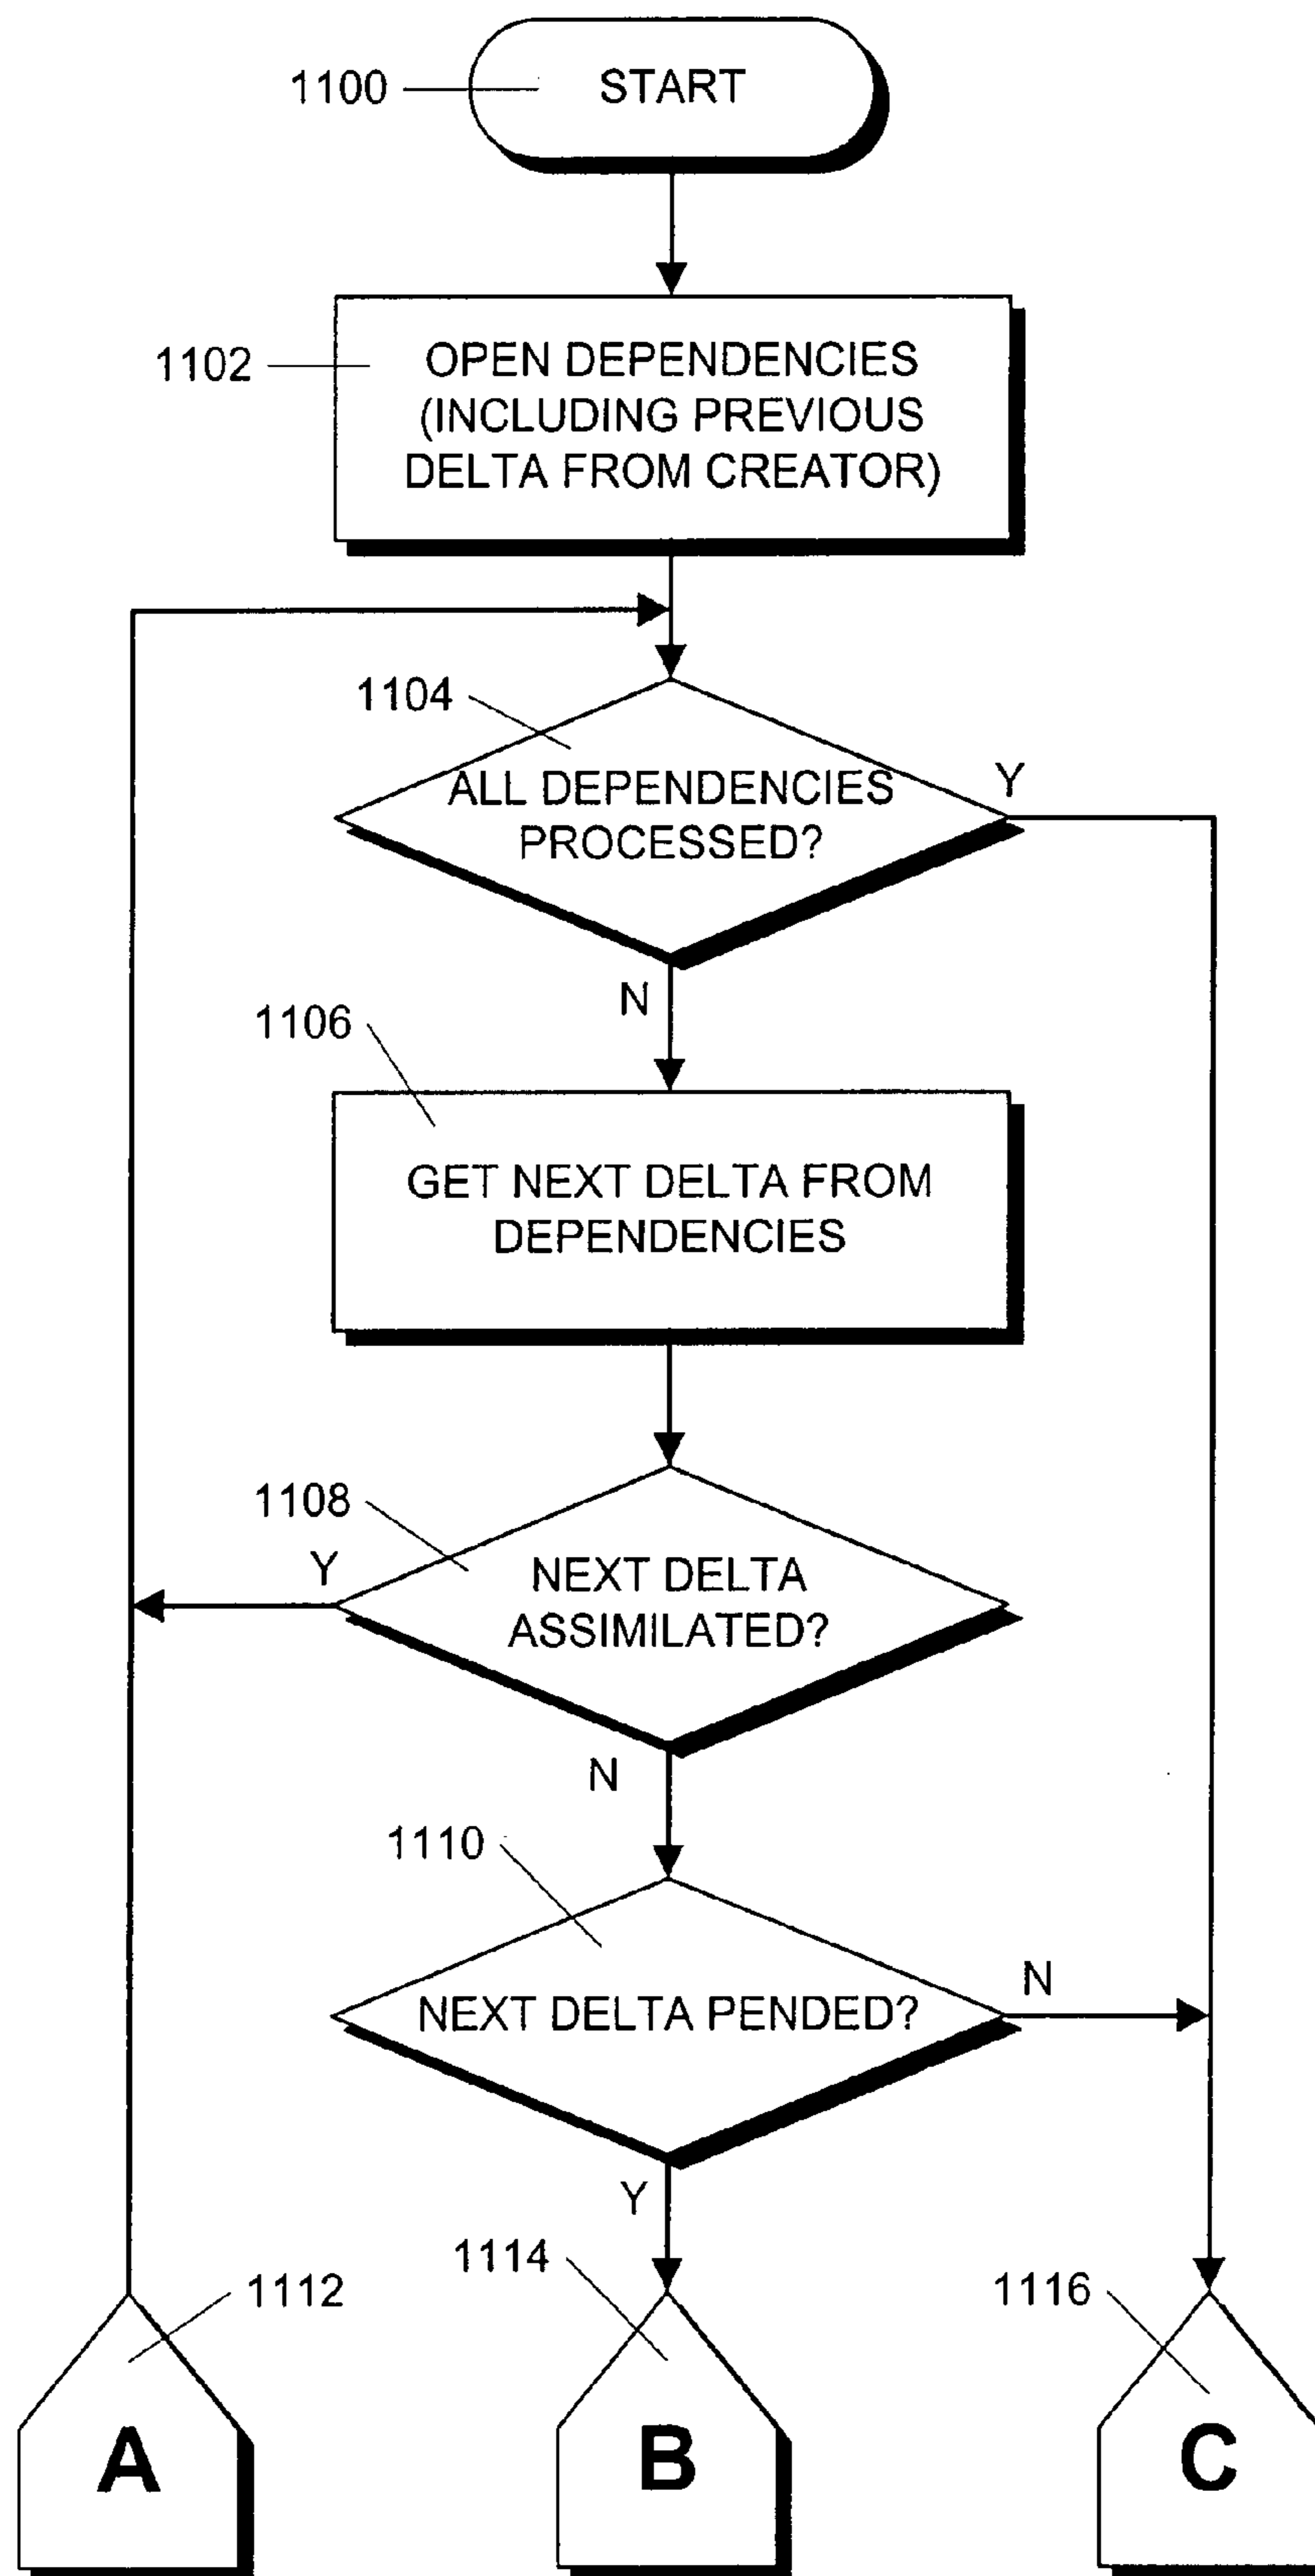 1100
START
1102
OPEN DEPENDENCIES
(INCLUDING PREVIOUS
DELTA FROM CREATOR)
1104
ALL DEPENDENCIES
PROCESSED?
Y
N
1106
GET NEXT DELTA FROM
DEPENDENCIES
1108
Y
NEXT DELTA
ASSIMILATED?
N
1110
NEXT DELTA PENDED?
N
Y
1112
1114
1116
A
B
C